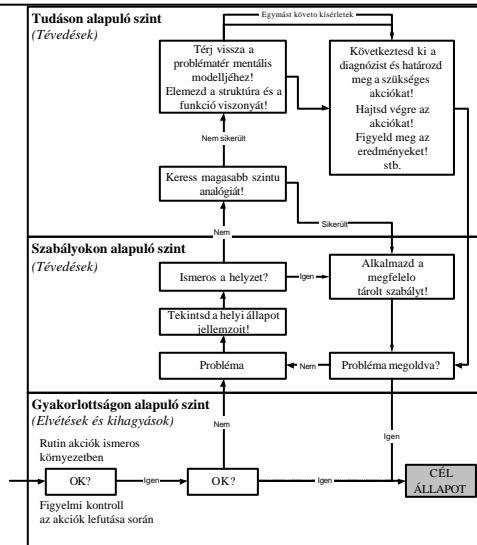 Tudáson alapuló szint
(Tévedések)
Egymást követo kísérletek
Térj vissza a
problématér mentális
modelljéhez!
Elemezd a struktúra és a
funkció viszonyát!
Következtesd ki a
diagnózist és határozd
meg a szükséges
akciókat!
Hajtsd végre az
akciókat!
Figyeld meg az
eredményeket!
stb.
Nem sikerült
Keress magasabb szintu
analógiát!
Sikerült
Nem
Szabályokon alapuló szint
(Tévedések)
Ismeros a helyzet?
Igen
Alkalmazd a
megfelelo
tárolt szabályt!
Tekintsd a helyi állapot
jellemzoit!
Probléma
Nem
Probléma megoldva?
Gyakorlottságon alapuló szint
(Elvétések és kihagyások)
Nem
Igen
Rutin akciók ismeros
környezetben
OK?
Igen
OK?
Igen
CÉL
ÁLLAPOT
Figyelmi kontroll
az akciók lefutása során